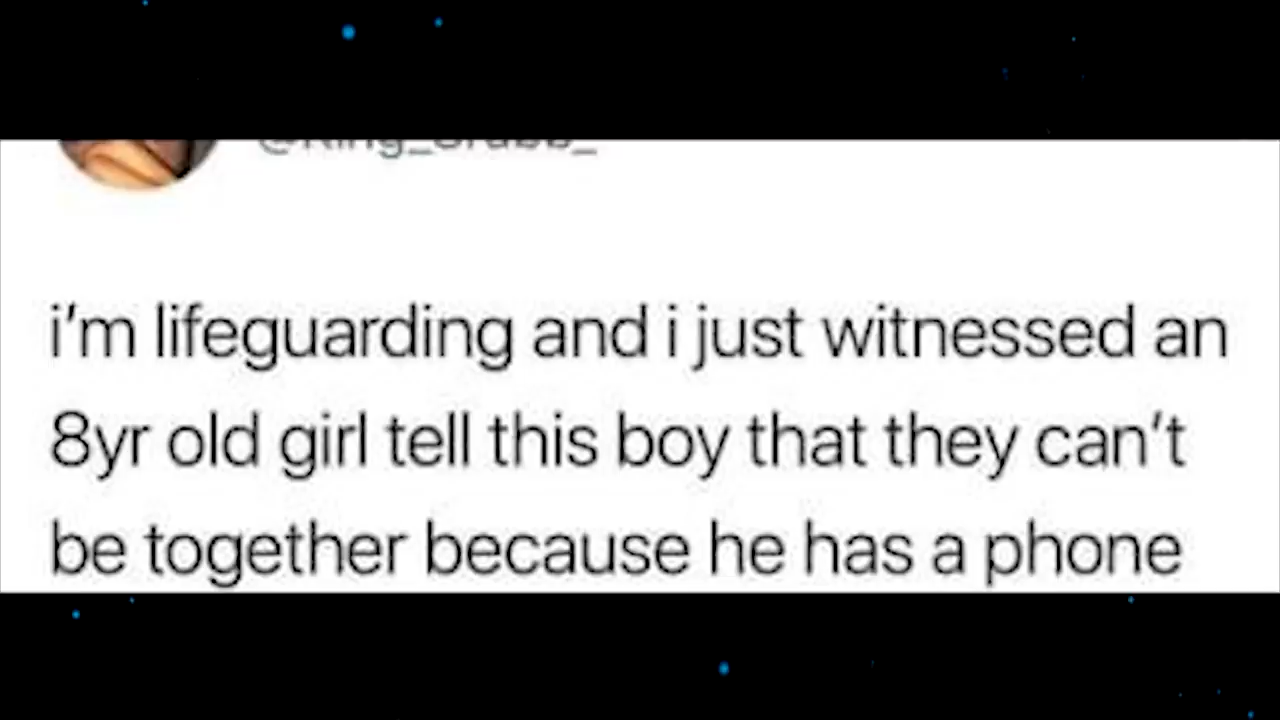 i'm lifeguarding and i just witnessed an
8yr old girl tell this boy that they can't
be together because he has a phone